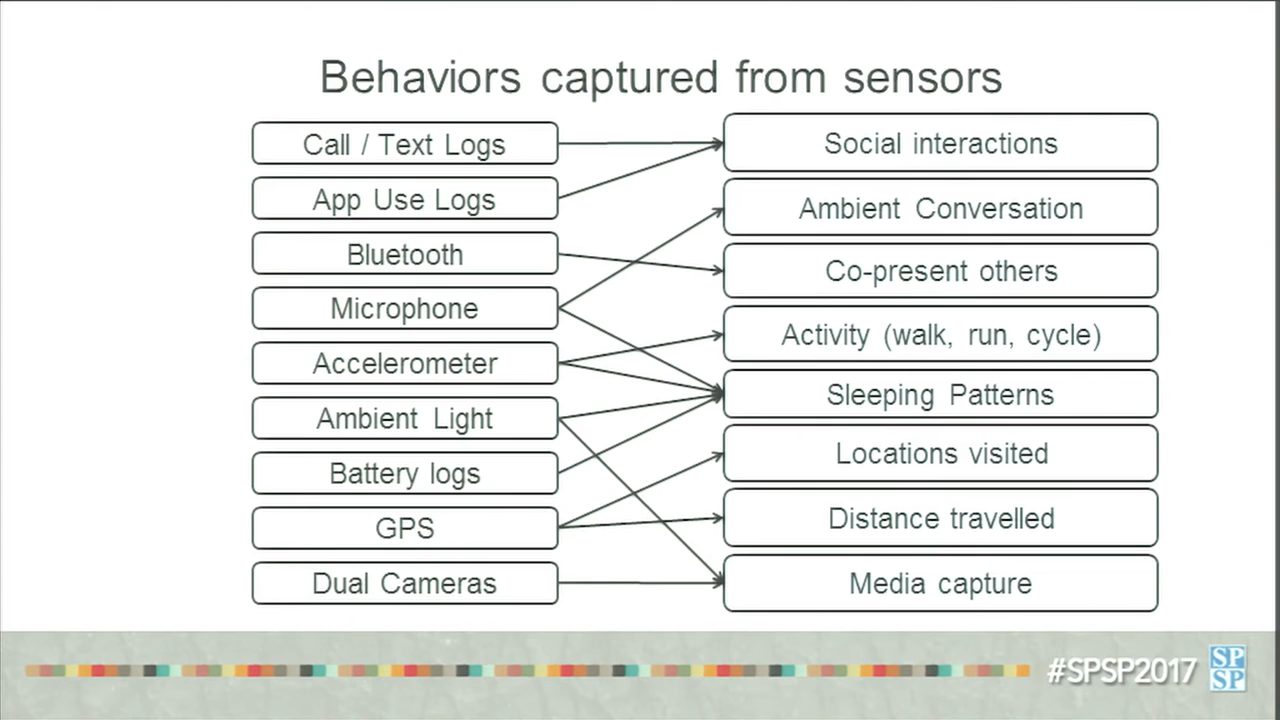 Behaviors captured from sensors
Call / Text Logs
App Use Logs
Bluetooth
Microphone
Accelerometer
Ambient Light
Battery logs
GPS
Dual Cameras
Social interactions
Ambient Conversation
Co-present others
Activity (walk, run, cycle)
Sleeping Patterns
Locations visited
Distance travelled
Media capture
#SPSP2017
SP
SP